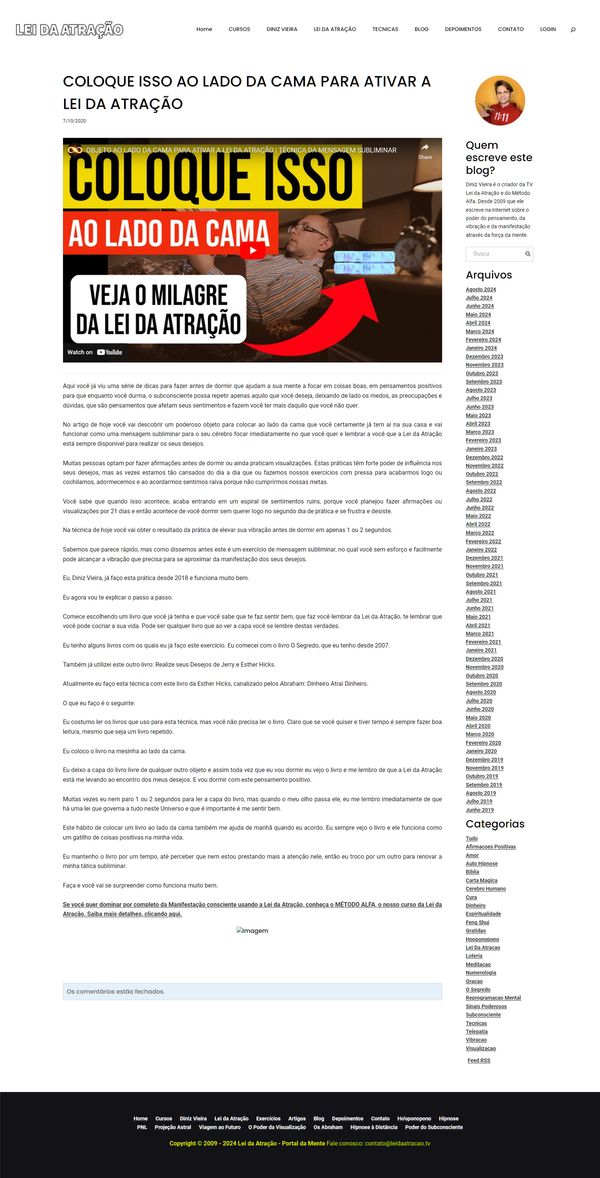 LEI DA ATRAÇÃO
Home CURSOS DINIZ VIEIRA LEI DA ATRAÇÃO TECNICAS BLOG DEPOIMENTOS CONTATO LOGIN
COLOQUE ISSO AO LADO DA CAMA PARA ATIVAR A
LEI DA ATRAÇÃO
7/10/2020
OBJETO AO LADO DA CAMA PARA ATIVAR A LEI DA ATRAÇÃO | TÉCNICA DA MENSAGEM SUBLIMINAR
Share
COLOQUE ISSO
AO LADO DA CAMA
VEJA O MILAGRE
DA LEI DA ATRAÇÃO
Watch on YouTube
Aqui você já viu uma série de dicas para fazer antes de dormir que ajudam a sua mente a focar em coisas boas, em pensamentos positivos
para que enquanto você durma, o subconsciente possa repetir apenas aquilo que você deseja, deixando de lado os medos, as preocupações e
dúvidas, que são pensamentos que afetam seus sentimentos e fazem você ter mais daquilo que você não quer.
No artigo de hoje você vai descobrir um poderoso objeto para colocar ao lado da cama que você certamente já tem aí na sua casa e vai
funcionar como uma mensagem subliminar para o seu cérebro focar imediatamente no que você quer e lembrar a você que a Lei da Atração
está sempre disponível para realizar os seus desejos.
Muitas pessoas optam por fazer afirmações antes de dormir ou ainda praticam visualizações. Estas práticas têm forte poder de influência nos
seus desejos, mas as vezes estamos tão cansados do dia a dia que ou fazemos nossos exercícios com pressa para acabarmos logo ou
cochilamos, adormecemos e ao acordarmos sentimos raiva porque não cumprirmos nossas metas.
Você sabe que quando isso acontece, acaba entrando em um espiral de sentimentos ruins, porque você planejou fazer afirmações ou
visualizações por 21 dias e então acontece de você dormir sem querer logo no segundo dia de prática e se frustra e desiste.
Na técnica de hoje você vai obter o resultado da prática de elevar sua vibração antes de dormir em apenas 1 ou 2 segundos.
Sabemos que parece rápido, mas como dissemos antes este é um exercício de mensagem subliminar, no qual você sem esforço e facilmente
pode alcançar a vibração que precisa para se aproximar da manifestação dos seus desejos.
Eu, Diniz Vieira, já faço esta prática desde 2018 e funciona muito bem.
Eu agora vou te explicar o passo a passo.
Comece escolhendo um livro que você já tenha e que você sabe que te faz sentir bem, que faz você lembrar da Lei da Atração, te lembrar que
você pode cocriar a sua vida. Pode ser qualquer livro que ao ver a capa você se lembre destas verdades.
Eu tenho alguns livros com os quais eu já faço este exercício. Eu comecei com o livro O Segredo, que eu tenho desde 2007.
Também já utilizei este outro livro: Realize seus Desejos de Jerry e Esther Hicks.
Atualmente eu faço esta técnica com este livro da Esther Hicks, canalizado pelos Abraham: Dinheiro Atrai Dinheiro.
O que eu faço é o seguinte:
Eu costumo ler os livros que uso para esta técnica, mas você não precisa ler o livro. Claro que se você quiser e tiver tempo é sempre fazer boa
leitura, mesmo que seja um livro repetido.
Eu coloco o livro na mesinha ao lado da cama.
Eu deixo a capa do livro livre de qualquer outro objeto e assim toda vez que eu vou dormir eu vejo o livro e me lembro de que a Lei da Atração
está me levando ao encontro dos meus desejos. E vou dormir com este pensamento positivo.
Muitas vezes eu nem paro 1 ou 2 segundos para ler a capa do livro, mas quando o meu olho passa ele, eu me lembro imediatamente de que
há uma lei que governa a tudo neste Universo e que é importante é me sentir bem.
Este hábito de colocar um livro ao lado da cama também me ajuda de manhã quando eu acordo. Eu sempre vejo o livro e ele funciona como
um gatilho de coisas positivas na minha vida.
Eu mantenho o livro por um tempo, até perceber que nem estou prestando mais a atenção nele, então eu troco por um outro para renovar a
minha tática subliminar.
Faça e você vai se surpreender como funciona muito bem.
Se você quer dominar por completo da Manifestação consciente usando a Lei da Atração, conheça o MÉTODO ALFA, o nosso curso da Lei da
Atração. Saiba mais detalhes, clicando aqui.
Imagem
Os comentários estão fechados.
11:11
Quem
escreve este
blog?
Diniz Vieira é o criador da TV
Lei da Atração e do Método
Alfa. Desde 2009 que ele
escreve na Internet sobre o
poder do pensamento, da
vibração e da manifestação
através da força da mente.
Busca
Arquivos
Agosto 2024
Julho 2024
Junho 2024
Maio 2024
Abril 2024
Março 2024
Fevereiro 2024
Janeiro 2024
Dezembro 2023
Novembro 2023
Outubro 2023
Setembro 2023
Agosto 2023
Julho 2023
Junho 2023
Maio 2023
Abril 2023
Março 2023
Fevereiro 2023
Janeiro 2023
Dezembro 2022
Novembro 2022
Outubro 2022
Setembro 2022
Agosto 2022
Julho 2022
Junho 2022
Maio 2022
Abril 2022
Março 2022
Fevereiro 2022
Janeiro 2022
Dezembro 2021
Novembro 2021
Outubro 2021
Setembro 2021
Agosto 2021
Julho 2021
Junho 2021
Maio 2021
Abril 2021
Março 2021
Fevereiro 2021
Janeiro 2021
Dezembro 2020
Novembro 2020
Outubro 2020
Setembro 2020
Agosto 2020
Julho 2020
Junho 2020
Maio 2020
Abril 2020
Março 2020
Fevereiro 2020
Janeiro 2020
Dezembro 2019
Novembro 2019
Outubro 2019
Setembro 2019
Agosto 2019
Julho 2019
Junho 2019
Categorias
Tudo
Afirmacoes Positivas
Amor
Auto Hipnose
Biblia
Carta Magica
Cerebro Humano
Cura
Dinheiro
Espiritualidade
Feng Shui
Gratidao
Hooponopono
Lei Da Atracao
Loteria
Meditacao
Numerologia
Oracao
O Segredo
Reprogramacao Mental
Sinais Poderosos
Subconsciente
Tecnicas
Telepatia
Vibracao
Visualizacao
Feed RSS
Home Cursos Diniz Vieira Lei da Atração Exercícios Artigos Blog Depoimentos Contato Ho'oponopono Hipnose
PNL Projeção Astral Viagem ao Futuro O Poder da Visualização Os Abraham Hipnose à Distância Poder do Subconsciente
Copyright © 2009 - 2024 Lei da Atração - Portal da Mente Fale conosco: contato@leidaatracao.tv